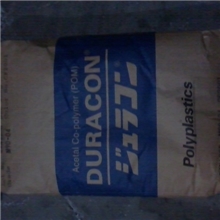 Acetal Co-polymer (POM)
DURACON®
ジュラコン®
Polyplastics